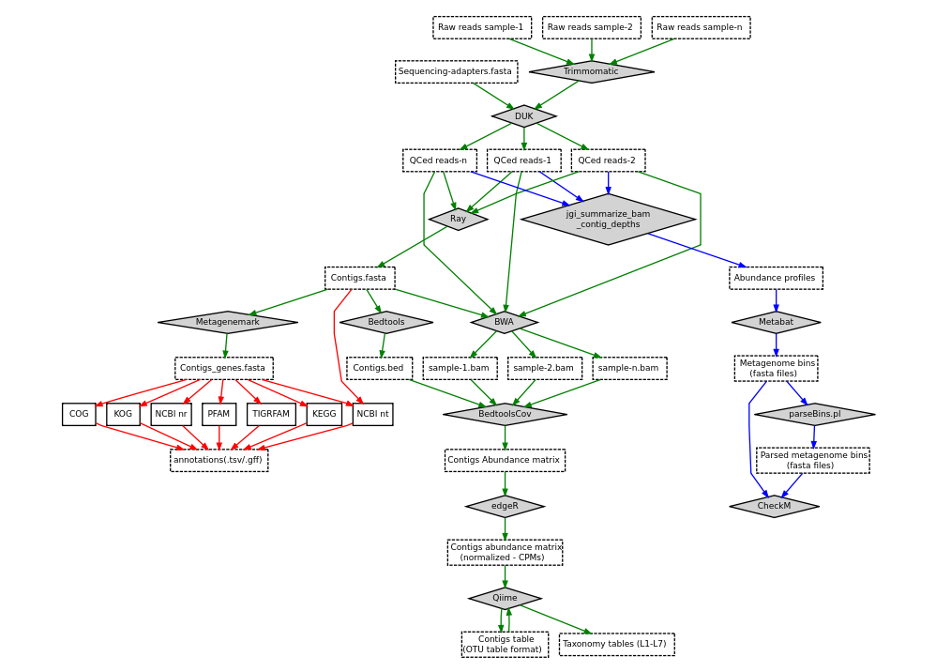 Raw reads sample-1
Raw reads sample-2
Raw reads sample-n
Sequencing-adapters.fasta
Trimmomatic
DUK
QCed reads-n
QCed reads-1
QCed reads-2
Ray
jgi_summarize_bam
_contig_depths
Contigs.fasta
Abundance profiles
Metagenemark
Bedtools
BWA
Metabat
Contigs_genes.fasta
Contigs.bed
sample-1.bam
sample-2.bam
sample-n.bam
Metagenome bins
(fasta files)
COG
KOG
NCBI nr
PFAM
TIGRFAM
KEGG
NCBI nt
BedtoolsCov
parseBins.pl
annotations(.tsv/.gff)
Contigs Abundance matrix
Parsed metagenome bins
(fasta files)
edgeR
CheckM
Contigs abundance matrix
(normalized - CPMs)
Qiime
Contigs table
(OTU table format)
Taxonomy tables (L1-L7)